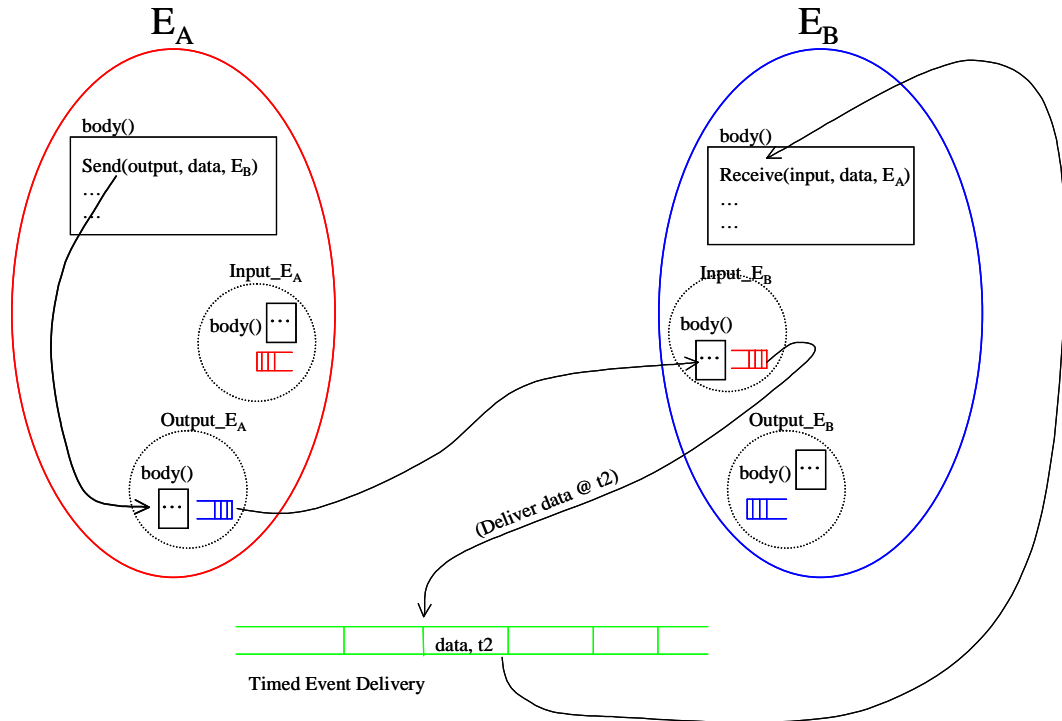 E_A
E_B
body()
Send(output, data, E_B)
...
...
body()
Receive(input, data, E_A)
...
...
Input_E_A
body()
...
Input_E_B
body()
...
Output_E_A
body()
...
Output_E_B
body()
...
(Deliver data @ t2)
data, t2
Timed Event Delivery